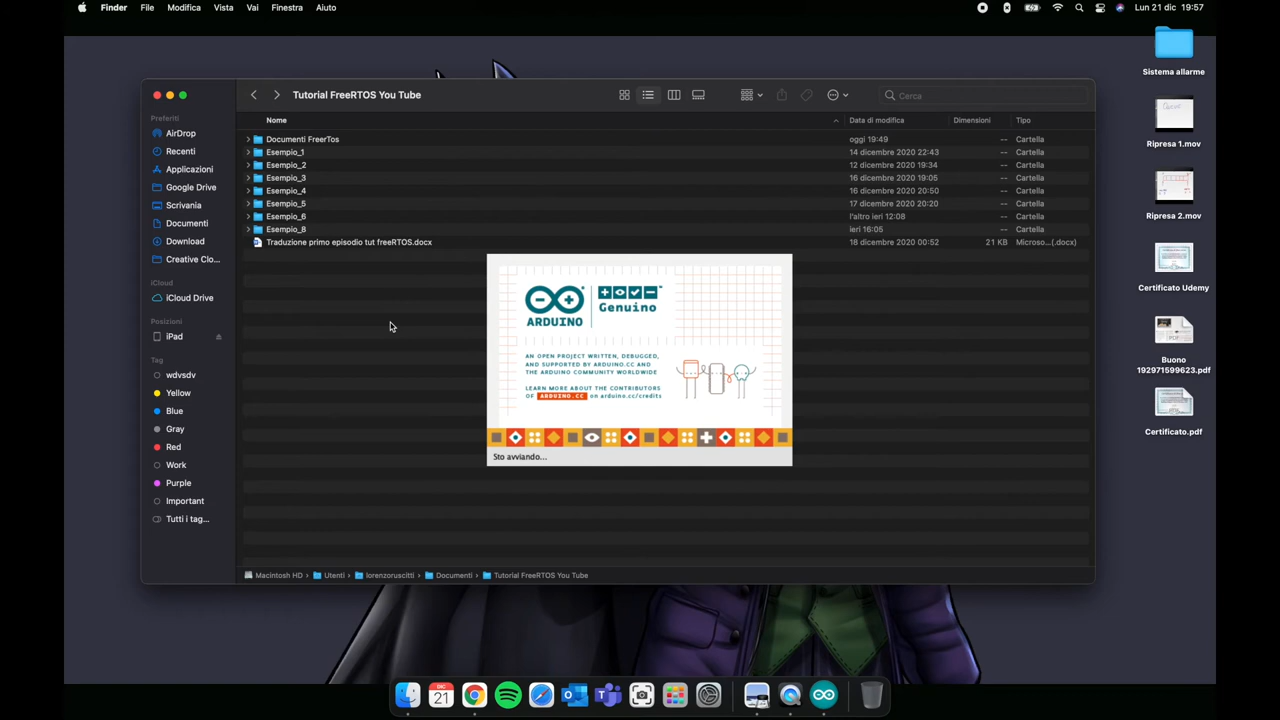 Finder File Modifica Vista Vai Finestra Aiuto Lun 21 dic 19:57
Tutorial FreeRTOS You Tube Cerca
Preferiti
AirDrop
Recenti
Applicazioni
Google Drive
Scrivania
Documenti
Download
Creative Clo...
iCloud
iCloud Drive
Posizioni
iPad
Tag
wdvsdv
Yellow
Blue
Gray
Red
Work
Purple
Important
Tutti i tag...
Nome Data di modifica Dimensioni Tipo
Documenti FreerTos oggi 19:49 -- Cartella
Esempio_1 14 dicembre 2020 22:43 -- Cartella
Esempio_2 12 dicembre 2020 19:34 -- Cartella
Esempio_3 16 dicembre 2020 19:05 -- Cartella
Esempio_4 16 dicembre 2020 20:50 -- Cartella
Esempio_5 17 dicembre 2020 20:20 -- Cartella
Esempio_6 l'altro ieri 12:08 -- Cartella
Esempio_8 ieri 16:05 -- Cartella
Traduzione primo episodio tut freeRTOS.docx 18 dicembre 2020 00:52 21 KB Microso...(.docx)
ARDUINO
Genuino
AN OPEN PROJECT WRITTEN, DEBUGGED,
AND SUPPORTED BY ARDUINO.CC AND
THE ARDUINO COMMUNITY WORLDWIDE
LEARN MORE ABOUT THE CONTRIBUTORS
OF ARDUINO.CC on arduino.cc/credits
Sto avviando...
Macintosh HD › Utenti › lorenzoruscitti › Documenti › Tutorial FreeRTOS You Tube
Sistema allarme
Ripresa 1.mov
Ripresa 2.mov
Certificato Udemy
PDF
Buono
192971599623.pdf
PDF
Certificato.pdf
DIC
21